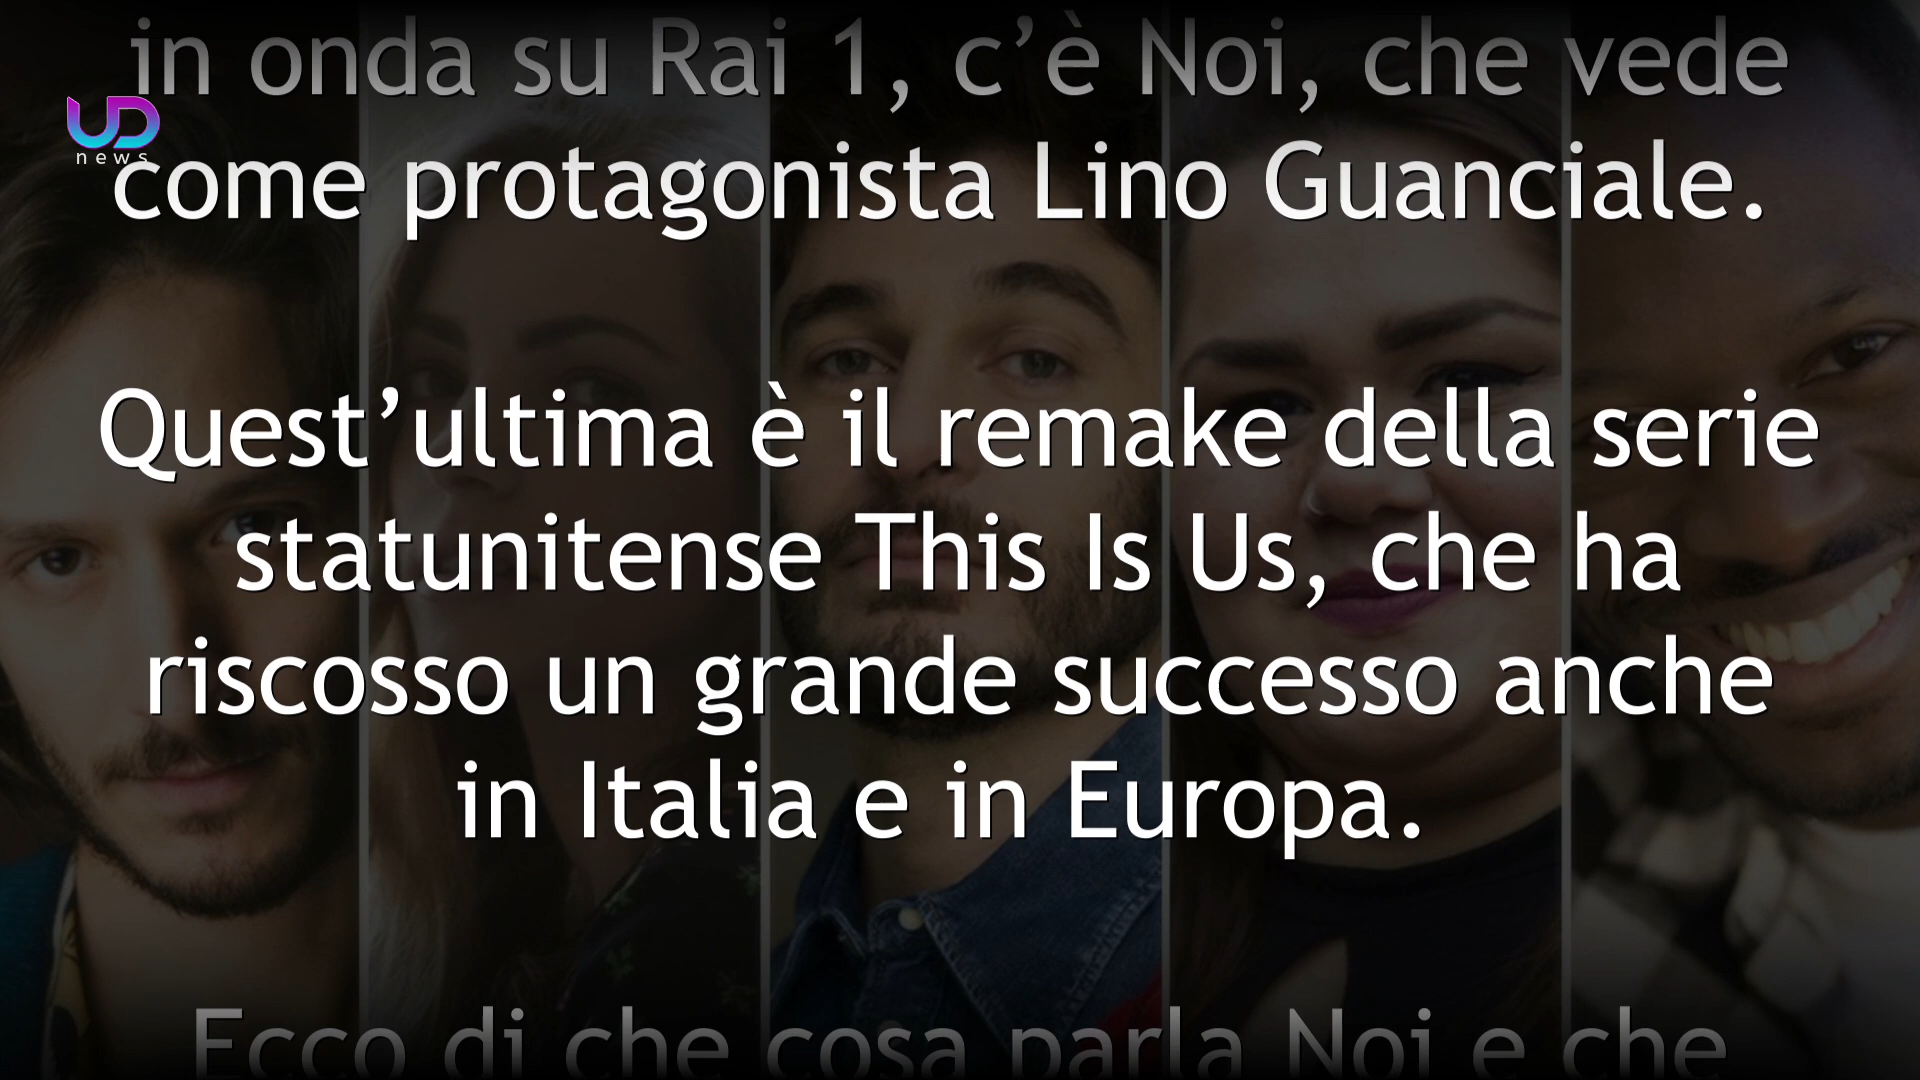 in onda su Rai 1, c’è Noi, che vede
UD
news
come protagonista Lino Guanciale.
Quest’ultima è il remake della serie
statunitense This Is Us, che ha
riscosso un grande successo anche
in Italia e in Europa.
Ecco di che cosa parla Noi e che